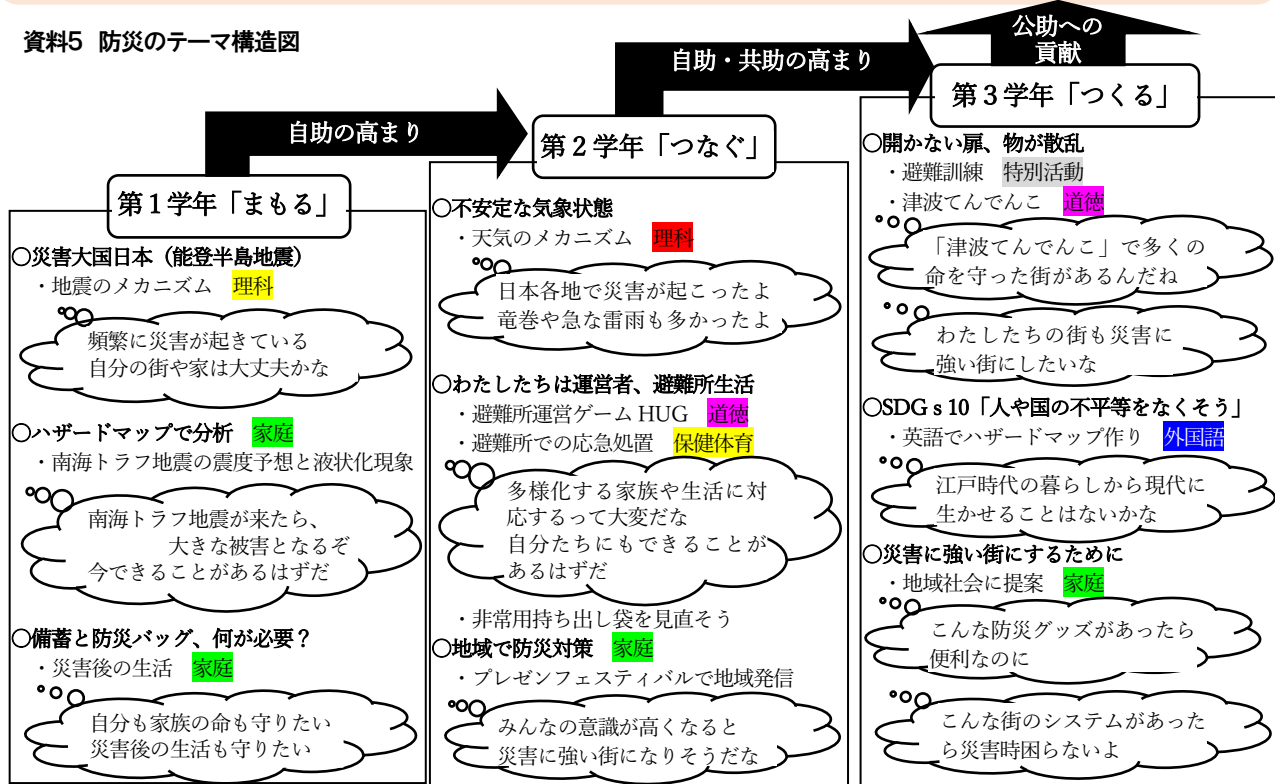 資料5 防災のテーマ構造図
自助の高まり
自助・共助の高まり
公助への
貢献
第1学年「まもる」
○災害大国日本（能登半島地震）
・地震のメカニズム 理科
頻繁に災害が起きている
自分の街や家は大丈夫かな
○ハザードマップで分析 家庭
・南海トラフ地震の震度予想と液状化現象
南海トラフ地震が来たら、
大きな被害となるぞ
今できることがあるはずだ
○備蓄と防災バッグ、何が必要？
・災害後の生活 家庭
自分も家族の命も守りたい
災害後の生活も守りたい
第２学年「つなぐ」
○不安定な気象状態
・天気のメカニズム 理科
日本各地で災害が起こったよ
竜巻や急な雷雨も多かったよ
○わたしたちは運営者、避難所生活
・避難所運営ゲーム HUG 道徳
・避難所での応急処置 保健体育
多様化する家族や生活に対
応するって大変だな
自分たちにもできることが
あるはずだ
・非常用持ち出し袋を見直そう
○地域で防災対策 家庭
・プレゼンフェスティバルで地域発信
みんなの意識が高くなると
災害に強い街になりそうだな
第３学年「つくる」
○開かない扉、物が散乱
・避難訓練 特別活動
・津波てんでんこ 道徳
「津波てんでんこ」で多くの
命を守った街があるんだね
わたしたちの街も災害に
強い街にしたいな
○SDGｓ10「人や国の不平等をなくそう」
・英語でハザードマップ作り 外国語
江戸時代の暮らしから現代に
生かせることはないかな
○災害に強い街にするために
・地域社会に提案 家庭
こんな防災グッズがあったら
便利なのに
こんな街のシステムがあった
ら災害時困らないよ